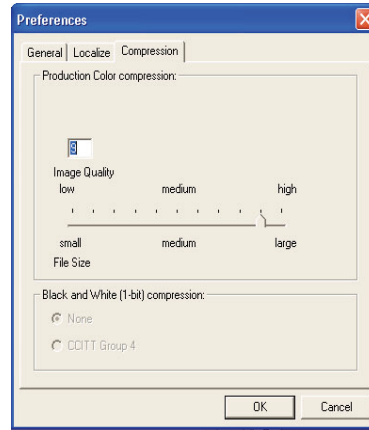 Preferences
General Localize Compression
Production Color compression:
9
Image Quality
low medium high
small medium large
File Size
Black and White (1-bit) compression:
None
CCITT Group 4
OK Cancel